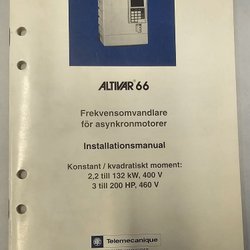 ALTIVAR 66
Frekvensomvandlare
för asynkronmotorer
Installationsmanual
Konstant / kvadratiskt moment:
2,2 till 132 kW, 400 V
3 till 200 HP, 460 V
Telemecanique